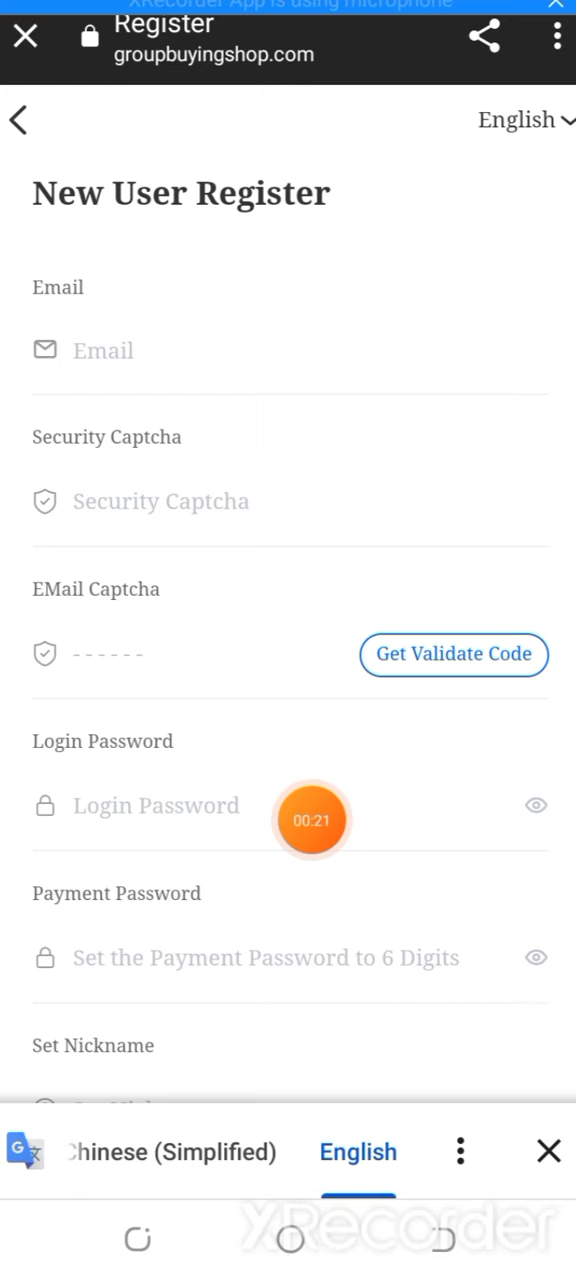 XRecorder App is using microphone
Register
groupbuyingshop.com
English
New User Register
Email
Email
Security Captcha
Security Captcha
EMail Captcha
------
Get Validate Code
Login Password
Login Password
00:21
Payment Password
Set the Payment Password to 6 Digits
Set Nickname
Chinese (Simplified)
English
XRecorder